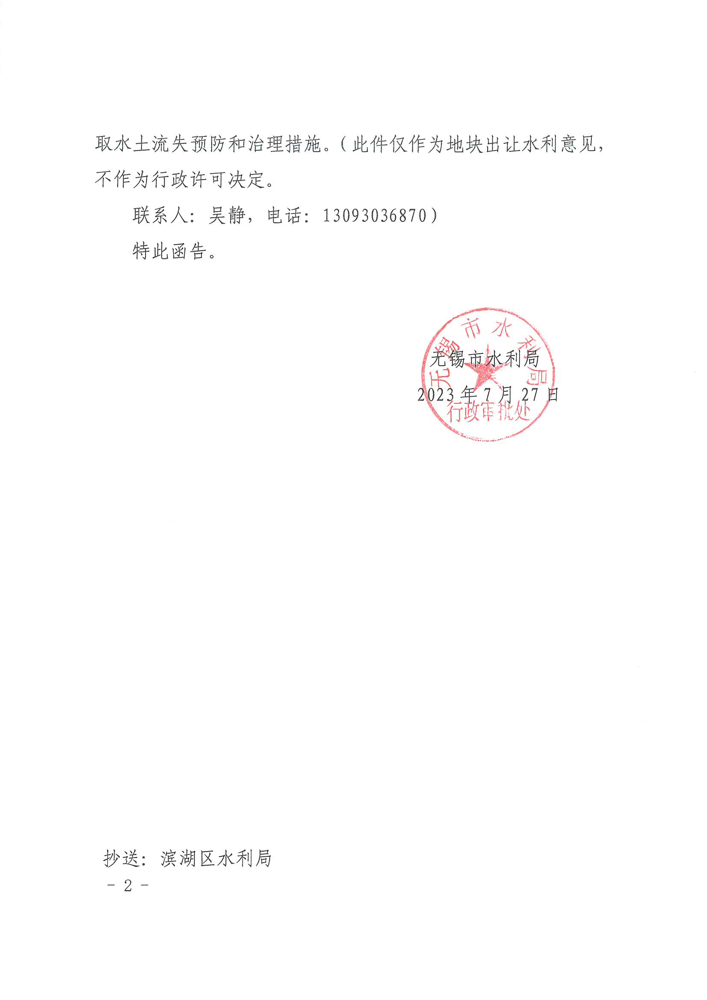 取水土流失预防和治理措施。（此件仅作为地块出让水利意见，
不作为行政许可决定。
联系人：吴静，电话：13093036870）
特此函告。
无锡市水利局
无锡市水利局
2023年7月27日
行政审批处
抄送：滨湖区水利局
- 2 -